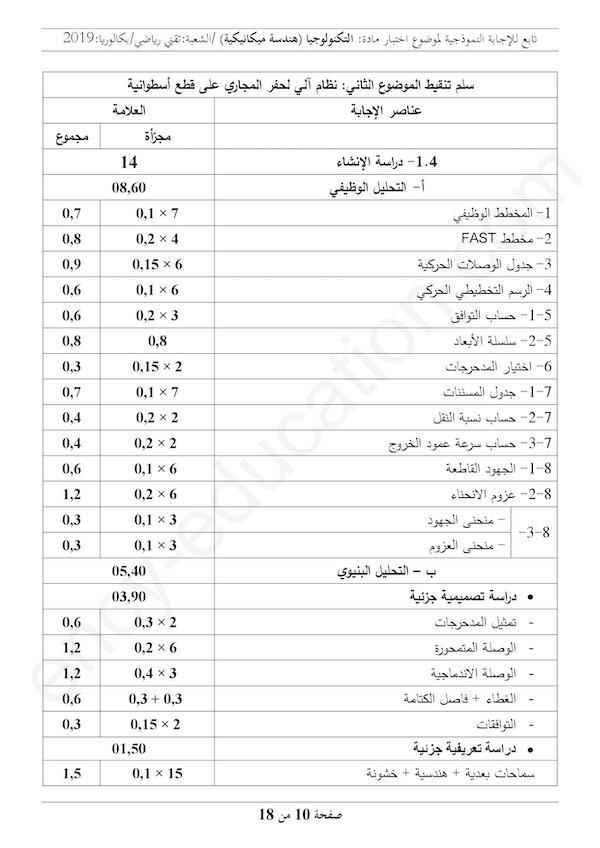 تابع للإجابة النموذجية لموضوع اختبار مادة: التكنولوجيا (هندسة ميكانيكية) /الشعبة:تقني رياضي/بكالوريا:2019
سلم تنقيط الموضوع الثاني: نظام آلي لحفر المجاري على قطع أسطوانية
عناصر الإجابة العلامة
مجزأة مجموع
1.4- دراسة الإنشاء 14
أ- التحليل الوظيفي 08,60
1- المخطط الوظيفي 0,1 × 7 0,7
2- مخطط FAST 0,2 × 4 0,8
3- جدول الوصلات الحركية 0,15 × 6 0,9
4- الرسم التخطيطي الحركي 0,1 × 6 0,6
5-1- حساب التوافق 0,2 × 3 0,6
5-2- سلسلة الأبعاد 0,8 0,8
6- اختيار المدحرجات 0,15 × 2 0,3
7-1- جدول المسننات 0,1 × 7 0,7
7-2- حساب نسبة النقل 0,2 × 2 0,4
7-3- حساب سرعة عمود الخروج 0,2 × 2 0,4
8-1- الجهود القاطعة 0,1 × 6 0,6
8-2- عزوم الانحناء 0,2 × 6 1,2
8-3- – منحنى الجهود 0,1 × 3 0,3
– منحنى العزوم 0,1 × 3 0,3
ب – التحليل البنيوي 05,40
• دراسة تصميمية جزئية 03,90
- تمثيل المدحرجات 0,3 × 2 0,6
- الوصلة المتمحورة 0,2 × 6 1,2
- الوصلة الاندماجية 0,4 × 3 1,2
- الغطاء + فاصل الكتامة 0,3 + 0,3 0,6
- التوافقات 0,15 × 2 0,3
• دراسة تعريفية جزئية 01,50
سماحات بعدية + هندسية + خشونة 0,1 × 15 1,5
صفحة 10 من 18
enjoy-education.com